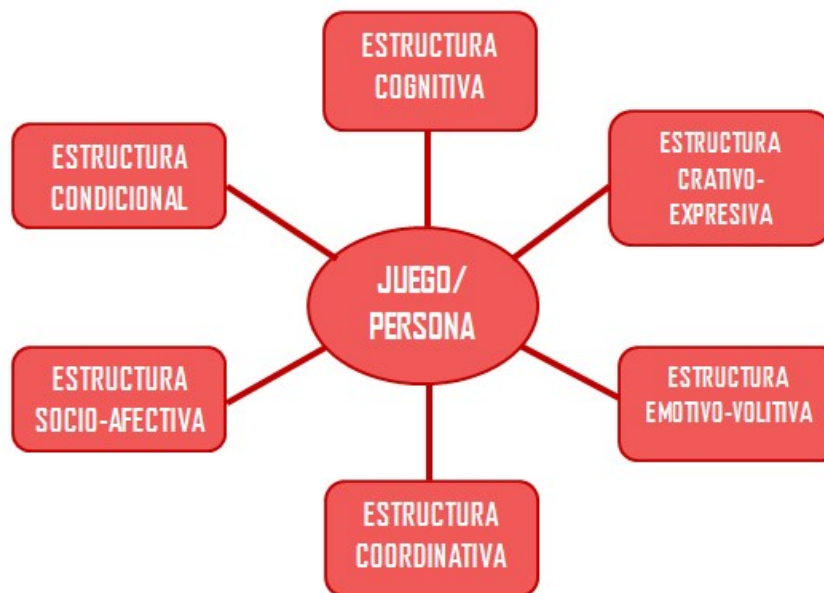 ESTRUCTURA
COGNITIVA
ESTRUCTURA
CONDICIONAL
ESTRUCTURA
CRATIVO-
EXPRESIVA
JUEGO/
PERSONA
ESTRUCTURA
SOCIO-AFECTIVA
ESTRUCTURA
EMOTIVO-VOLITIVA
ESTRUCTURA
COORDINATIVA